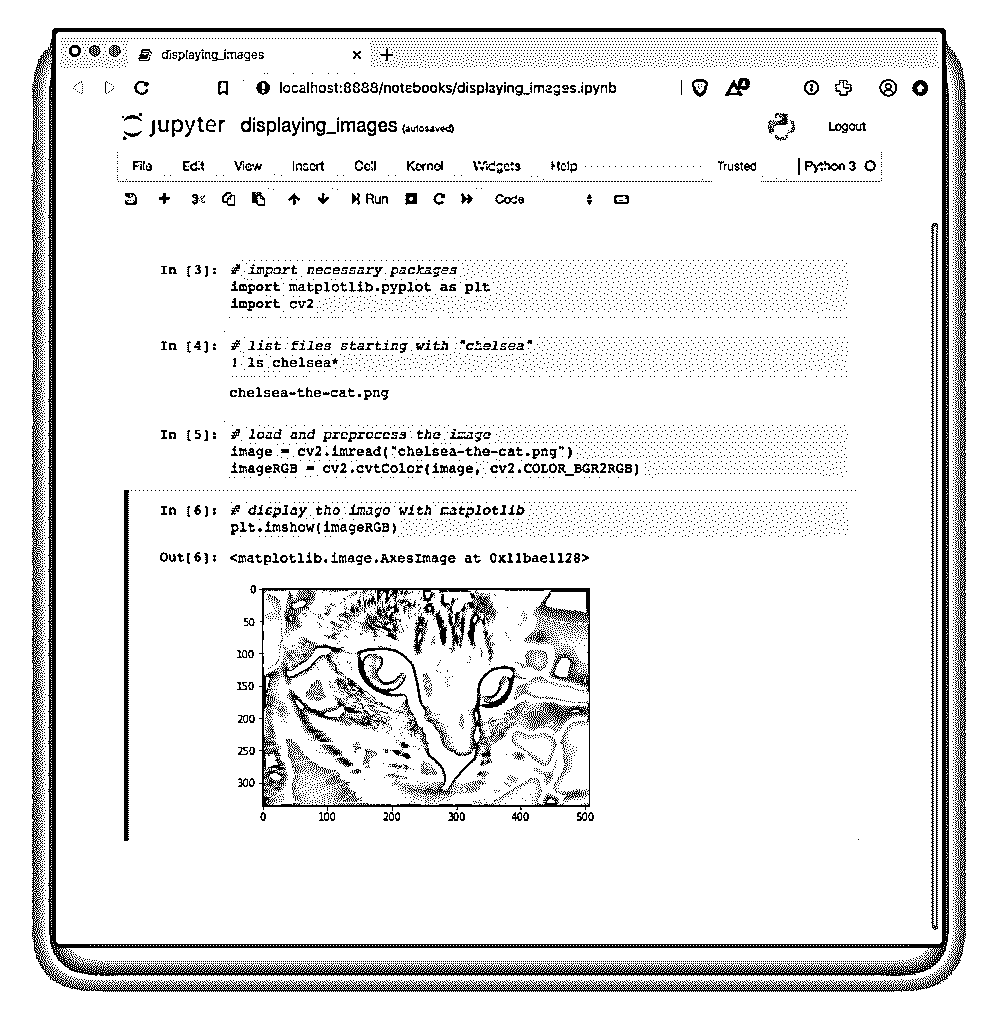 displaying_images
localhost:8888/notebooks/displaying_images.ipynb
jupyter displaying_images (autosaved)
Logout
File Edit View Insert Cell Kernel Widgets Help Trusted Python 3
Run Code
In [3]: # import necessary packages
import matplotlib.pyplot as plt
import cv2
In [4]: # list files starting with "chelsea"
! ls chelsea*
chelsea-the-cat.png
In [5]: # load and preprocess the image
image = cv2.imread("chelsea-the-cat.png")
imageRGB = cv2.cvtColor(image, cv2.COLOR_BGR2RGB)
In [6]: # display the image with matplotlib
plt.imshow(imageRGB)
Out[6]: <matplotlib.image.AxesImage at 0x11bae1128>
0
50
100
150
200
250
300
0 100 200 300 400 500